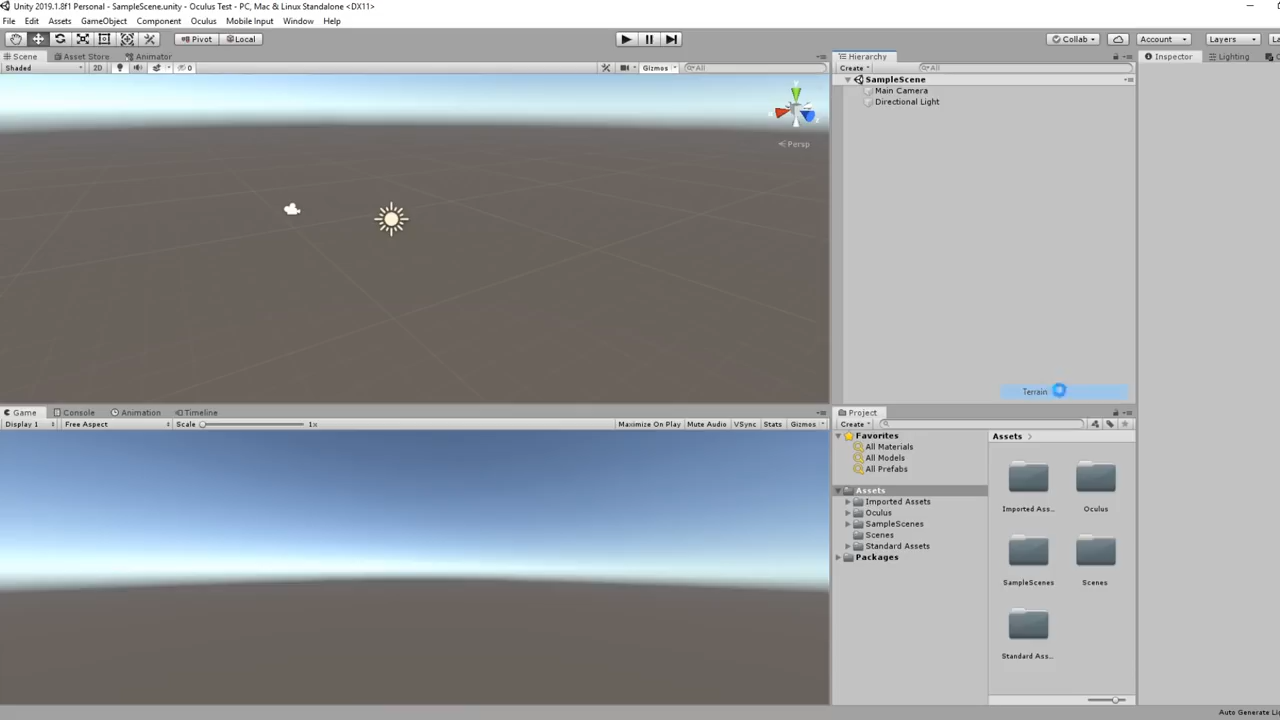 Unity 2019.1.8f1 Personal - SampleScene.unity - Oculus Test - PC, Mac & Linux Standalone <DX11>
File Edit Assets GameObject Component Oculus Mobile Input Window Help
Pivot Local Collab Account Layers La
Scene Asset Store Animator
Shaded 2D 0 Gizmos All
Persp
Hierarchy
Create All
SampleScene
Main Camera
Directional Light
Terrain
Inspector Lighting
Game Console Animation Timeline
Display 1 Free Aspect Scale 1x Maximize On Play Mute Audio VSync Stats Gizmos
Project
Create
Favorites
All Materials
All Models
All Prefabs
Assets
Imported Assets
Oculus
SampleScenes
Scenes
Standard Assets
Packages
Assets
Imported Ass... Oculus
SampleScenes Scenes
Standard Ass...
Auto Generate Li